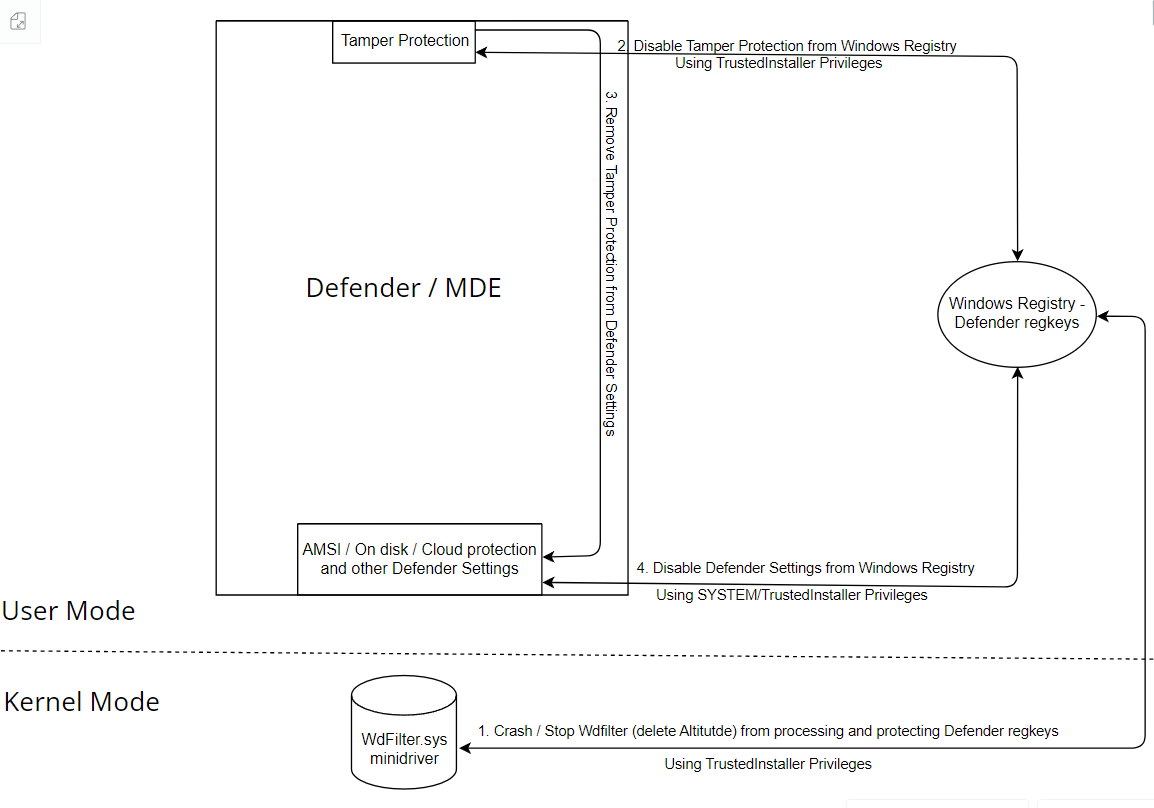 Tamper Protection
2. Disable Tamper Protection from Windows Registry
Using TrustedInstaller Privileges
3. Remove Tamper Protection from Defender Settings
Defender / MDE
Windows Registry -
Defender regkeys
AMSI / On disk / Cloud protection
and other Defender Settings
4. Disable Defender Settings from Windows Registry
Using SYSTEM/TrustedInstaller Privileges
User Mode
Kernel Mode
WdFilter.sys
minidriver
1. Crash / Stop Wdfilter (delete Altitutde) from processing and protecting Defender regkeys
Using TrustedInstaller Privileges